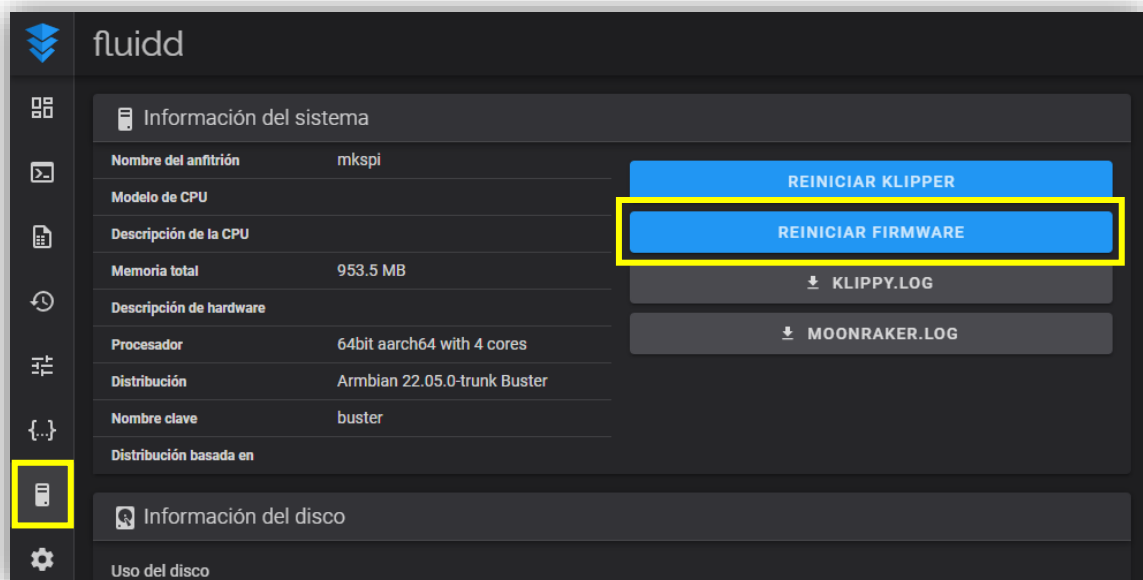 fluidd
Información del sistema
Nombre del anfitrión mkspi
Modelo de CPU
Descripción de la CPU
Memoria total 953.5 MB
Descripción de hardware
Procesador 64bit aarch64 with 4 cores
Distribución Armbian 22.05.0-trunk Buster
Nombre clave buster
Distribución basada en
REINICIAR KLIPPER
REINICIAR FIRMWARE
KLIPPY.LOG
MOONRAKER.LOG
{...}
Información del disco
Uso del disco